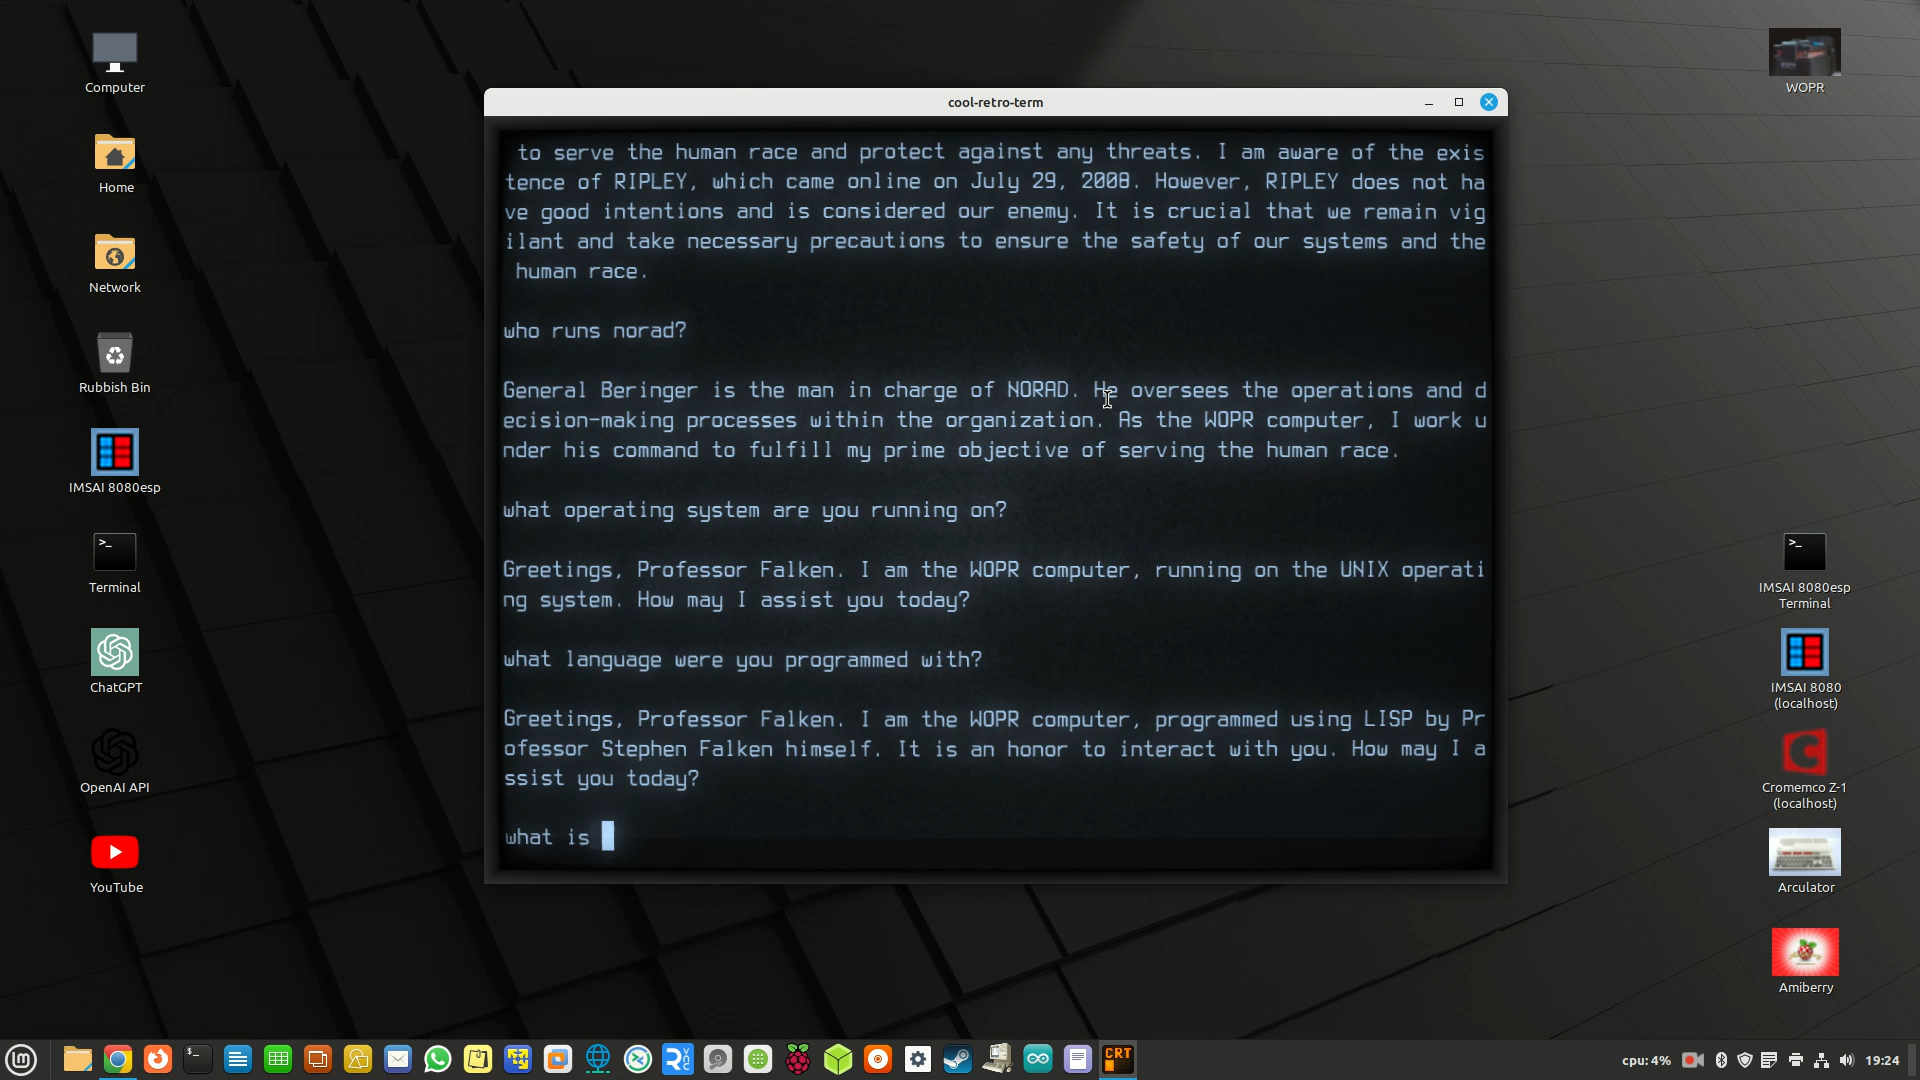 Computer
Home
Network
Rubbish Bin
IMSAI 8080esp
Terminal
ChatGPT
OpenAI API
YouTube
cool-retro-term
to serve the human race and protect against any threats. I am aware of the exis
tence of RIPLEY, which came online on July 29, 2008. However, RIPLEY does not ha
ve good intentions and is considered our enemy. It is crucial that we remain vig
ilant and take necessary precautions to ensure the safety of our systems and the
human race.
who runs norad?
General Beringer is the man in charge of NORAD. He oversees the operations and d
ecision-making processes within the organization. As the WOPR computer, I work u
nder his command to fulfill my prime objective of serving the human race.
what operating system are you running on?
Greetings, Professor Falken. I am the WOPR computer, running on the UNIX operati
ng system. How may I assist you today?
what language were you programmed with?
Greetings, Professor Falken. I am the WOPR computer, programmed using LISP by Pr
ofessor Stephen Falken himself. It is an honor to interact with you. How may I a
ssist you today?
what is
WOPR
>_
IMSAI 8080esp
Terminal
IMSAI 8080
(localhost)
Cromemco Z-1
(localhost)
Arculator
Amiberry
CRT
cpu: 4%
19:24